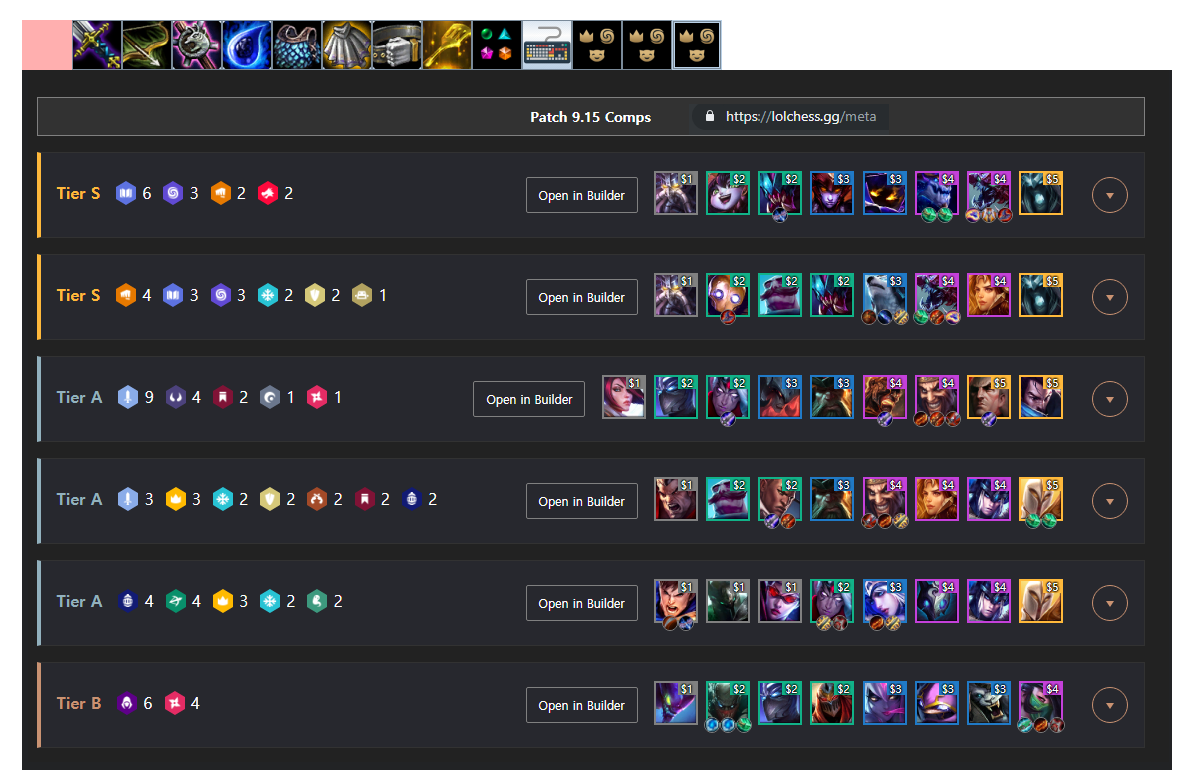 Patch 9.15 Comps https://lolchess.gg/meta
Tier S 6 3 2 2 Open in Builder $1 $2 $2 $3 $3 $4 $4 $5
Tier S 4 3 3 2 2 1 Open in Builder $1 $2 $2 $2 $3 $4 $4 $5
Tier A 9 4 2 1 1 Open in Builder $1 $2 $2 $3 $3 $4 $4 $5 $5
Tier A 3 3 2 2 2 2 2 Open in Builder $1 $2 $2 $3 $4 $4 $4 $5
Tier A 4 4 3 2 2 Open in Builder $1 $1 $1 $2 $3 $4 $4 $5
Tier B 6 4 Open in Builder $1 $2 $2 $2 $3 $3 $3 $4